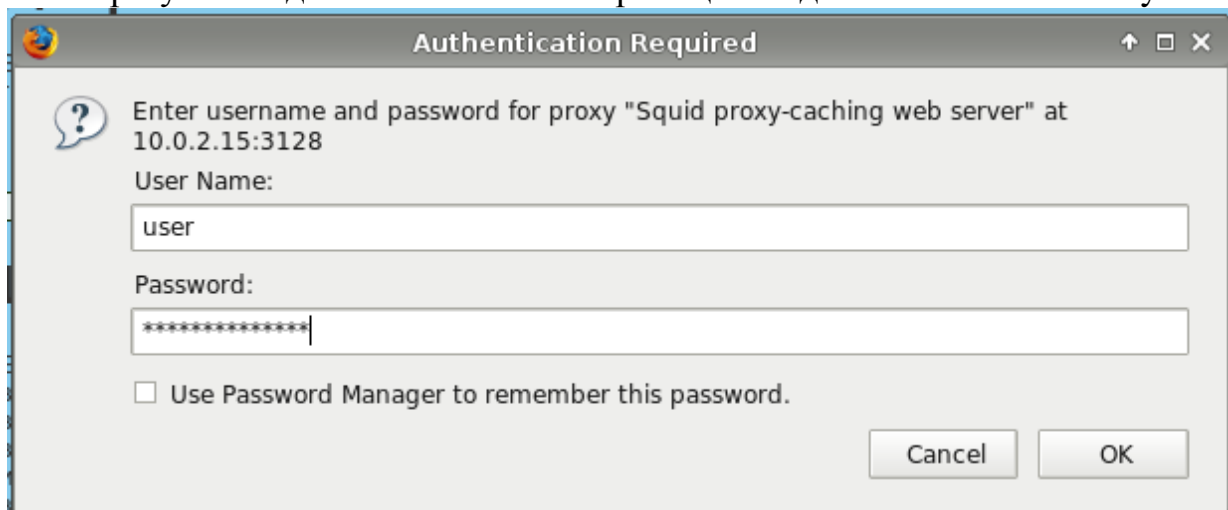 Authentication Required
Enter username and password for proxy "Squid proxy-caching web server" at
10.0.2.15:3128
User Name:
user
Password:
**************
Use Password Manager to remember this password.
Cancel OK